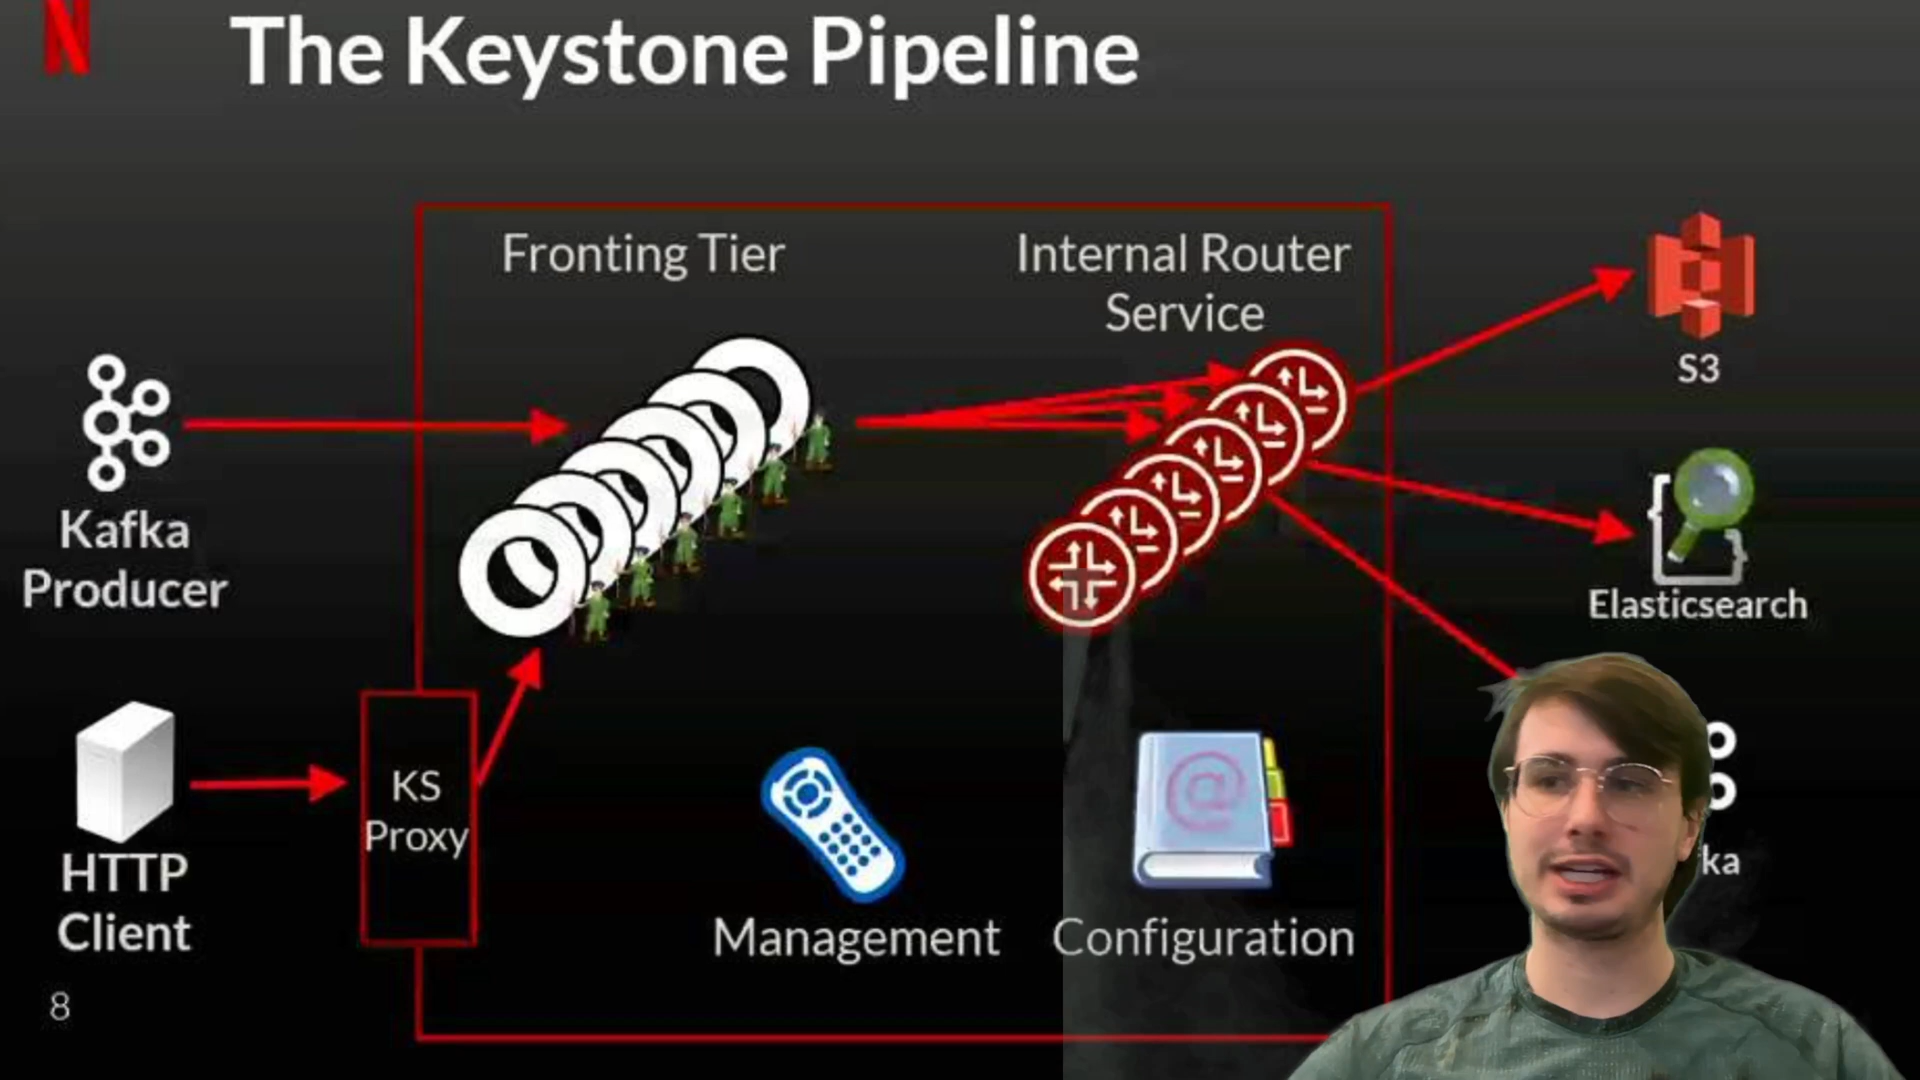 N
The Keystone Pipeline
Fronting Tier
Internal Router
Service
S3
Kafka
Producer
Elasticsearch
KS
Proxy
ka
HTTP
Client
Management
Configuration
8